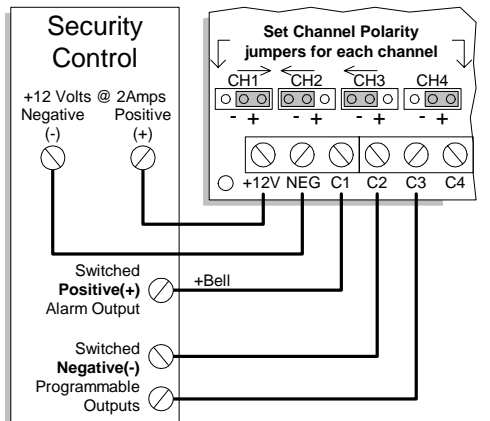 Security
Control
+12 Volts @ 2Amps
Negative Positive
(-) (+)
Set Channel Polarity
jumpers for each channel
CH1 CH2 CH3 CH4
- + - + - + - +
+12V NEG C1 C2 C3 C4
Switched
Positive(+)
Alarm Output
+Bell
Switched
Negative(-)
Programmable
Outputs